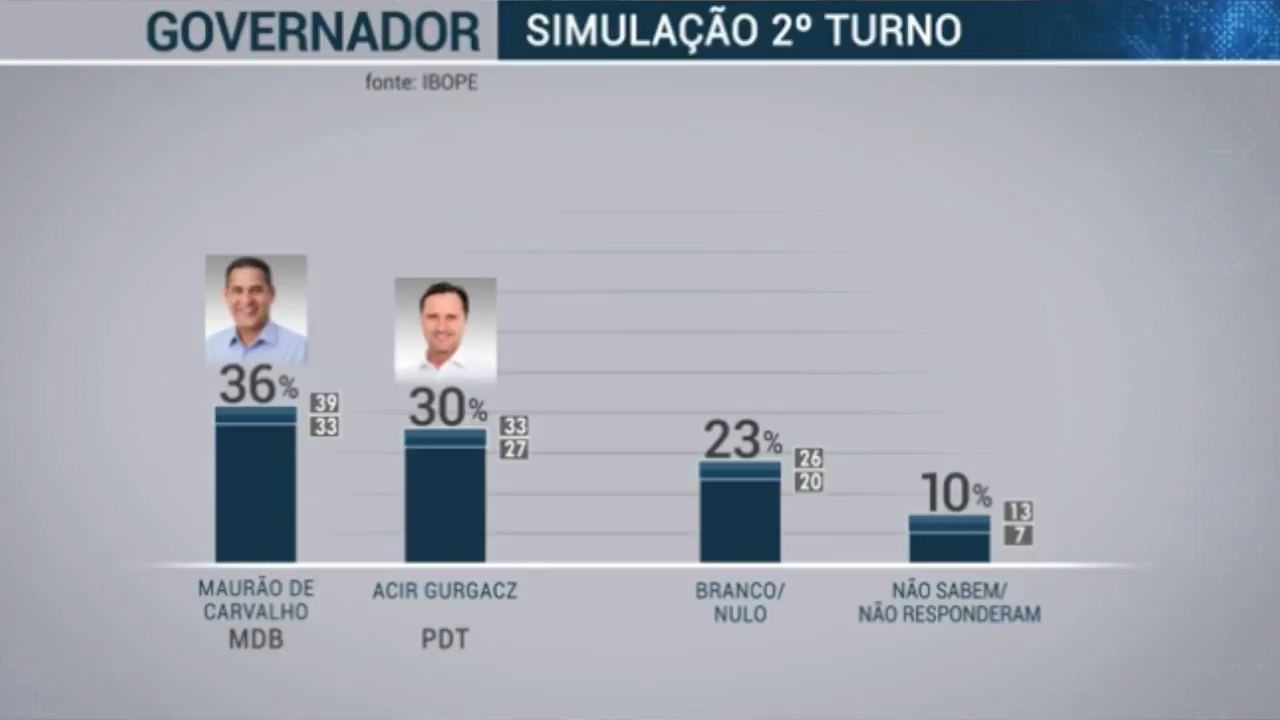 GOVERNADOR
SIMULAÇÃO 2º TURNO
fonte: IBOPE
36%
39
33
30%
33
27
23%
26
20
10%
13
7
MAURÃO DE
CARVALHO
MDB
ACIR GURGACZ
PDT
BRANCO/
NULO
NÃO SABEM/
NÃO RESPONDERAM